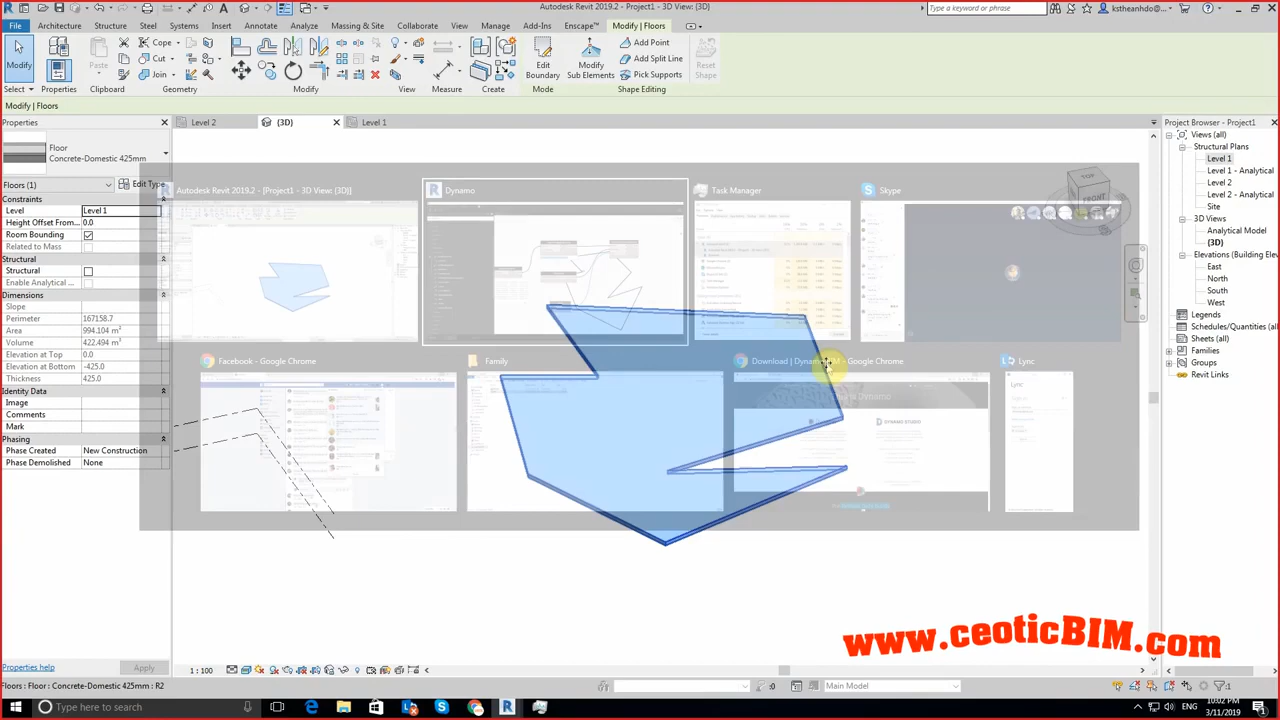 Autodesk Revit 2019.2 - Project1 - 3D View: {3D}
Type a keyword or phrase
kstheanhdo
File Architecture Structure Steel Systems Insert Annotate Analyze Massing & Site Collaborate View Manage Add-Ins Enscape™ Modify | Floors
Cope
Add Point
Cut
Add Split Line
Modify Paste Join Edit Boundary Modify Sub Elements Pick Supports Reset Shape
Select Properties Clipboard Geometry Modify View Measure Create Mode Shape Editing
Modify | Floors
Properties
Level 2
{3D}
Level 1
Project Browser - Project1
Floor
Concrete-Domestic 425mm
Floors (1)
Edit Type
Constraints
Level Level 1
Height Offset From... 0.0
Room Bounding
Related to Mass
Structural
Structural
Enable Analytical ...
Dimensions
Slope
Perimeter 167158.7
Area 994.104 m²
Volume 422.494 m³
Elevation at Top 0.0
Elevation at Bottom -425.0
Thickness 425.0
Identity Data
Image
Comments
Mark
Phasing
Phase Created New Construction
Phase Demolished None
Properties help
Apply
Autodesk Revit 2019.2 - [Project1 - 3D View: {3D}]
Dynamo
Task Manager
Skype
Facebook - Google Chrome
Family
Lync
TOP
FRONT
DYNAMO STUDIO
Views (all)
Structural Plans
Level 1
Level 1 - Analytical
Level 2
Level 2 - Analytical
Site
3D Views
Analytical Model
{3D}
Elevations (Building Elev
East
North
South
West
Legends
Schedules/Quantities (all)
Sheets (all)
Families
Groups
Revit Links
www.ceoticBIM.com
1 : 100
Floors : Floor : Concrete-Domestic 425mm : R2
:0
Main Model
:1
Type here to search
ENG
10:02 PM
3/11/2019